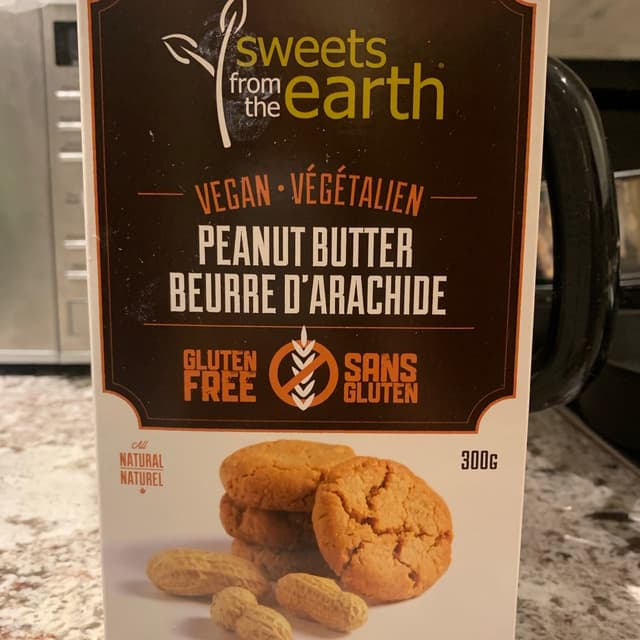 sweets
from
the earth
VEGAN · VÉGÉTALIEN
PEANUT BUTTER
BEURRE D'ARACHIDE
GLUTEN FREE
SANS GLUTEN
All
NATURAL
NATUREL
300G